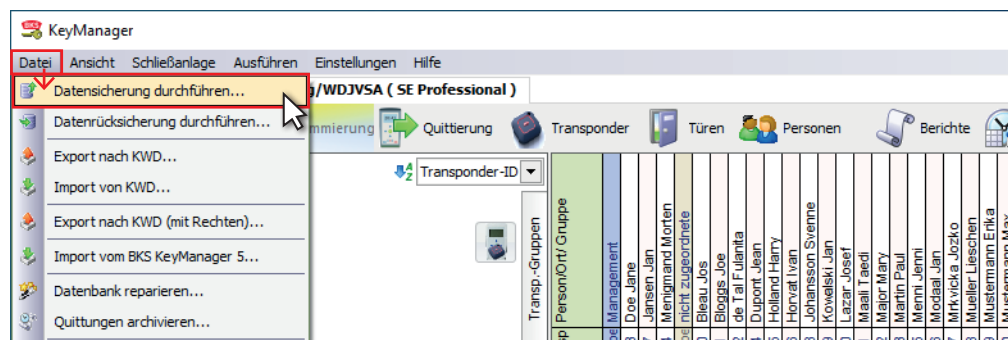 BKS KeyManager
Datei Ansicht Schließanlage Ausführen Einstellungen Hilfe
Datensicherung durchführen...
g/WDJVSA ( SE Professional )
Datenrücksicherung durchführen...
mmierung Quittierung Transponder Türen Personen Berichte
Export nach KWD...
Transponder-ID
Import von KWD...
Export nach KWD (mit Rechten)...
Import vom BKS KeyManager 5...
Datenbank reparieren...
Quittungen archivieren...
Transp.-Gruppen
Person/Ort/ Gruppe
Management
Doe Jane
Jansen Jan
Menigmand Morten
nicht zugeordnete
Bleau Jos
Bloggs Joe
de Tal Fulanita
Dupont Jean
Holland Harry
Horvat Ivan
Johansson Svenne
Kowalski Jan
Lazar Josef
Maali Taedi
Major Mary
Martin Paul
Menni Jenni
Modaal Jan
Mrkvicka Jozko
Mueller Lieschen
Mustermann Erika
Mustermann Max